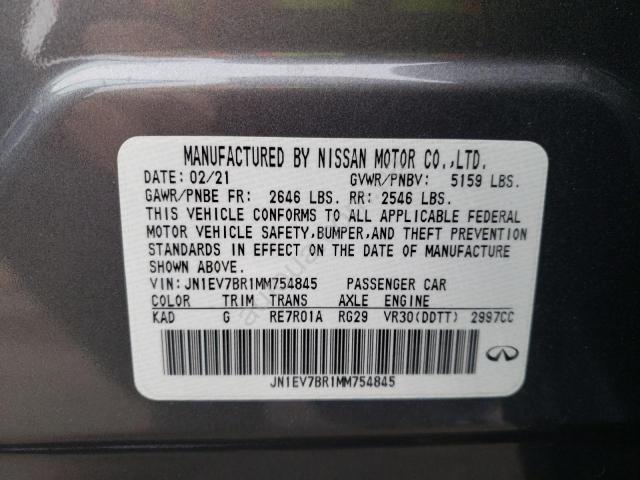 MANUFACTURED BY NISSAN MOTOR CO.,LTD.
DATE: 02/21 GVWR/PNBV: 5159 LBS.
GAWR/PNBE FR: 2646 LBS. RR: 2546 LBS.
THIS VEHICLE CONFORMS TO ALL APPLICABLE FEDERAL
MOTOR VEHICLE SAFETY,BUMPER,AND THEFT PREVENTION
STANDARDS IN EFFECT ON THE DATE OF MANUFACTURE
SHOWN ABOVE.
VIN:JN1EV7BR1MM754845 PASSENGER CAR
COLOR TRIM TRANS AXLE ENGINE
KAD G RE7R01A RG29 VR30(DDTT) 2997CC
JN1EV7BR1MM754845